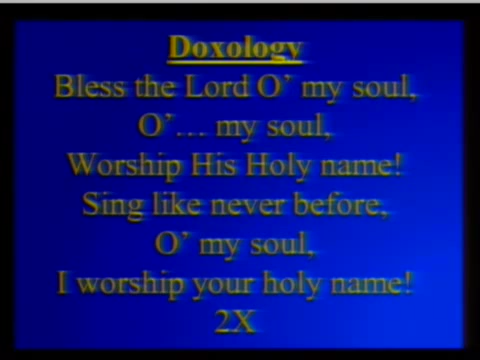 Doxology
Bless the Lord O’ my soul,
O’… my soul,
Worship His Holy name!
Sing like never before,
O’ my soul,
I worship your holy name!
2X